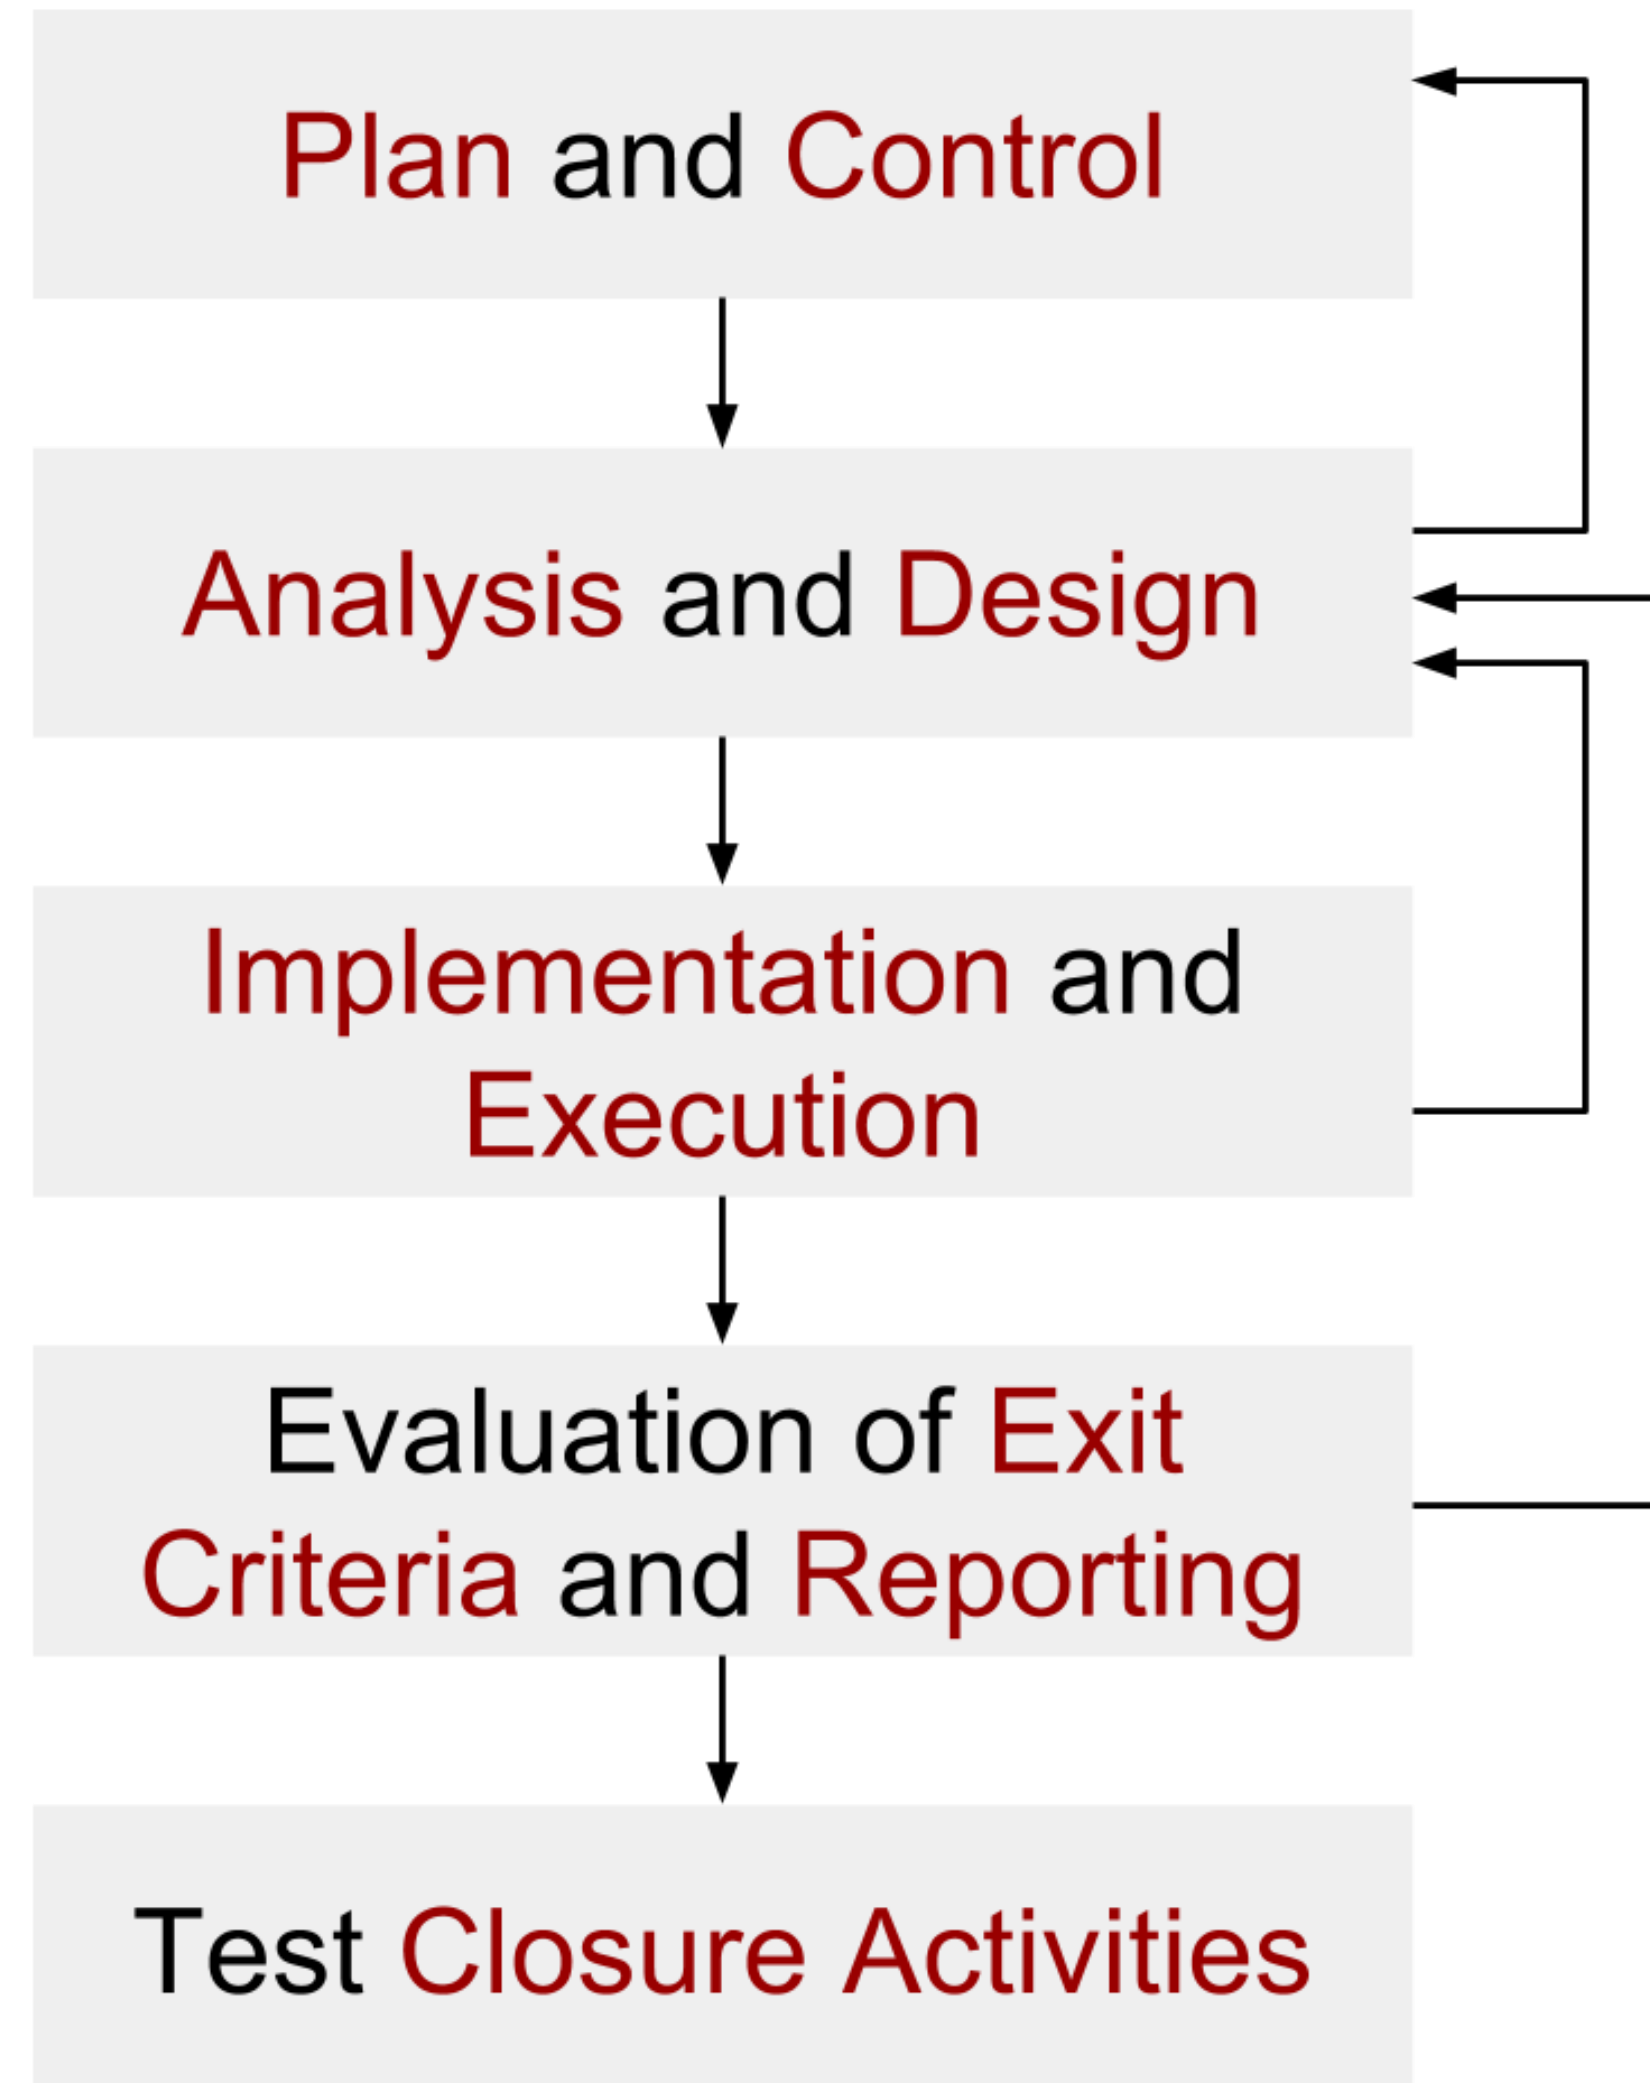 Plan and Control
Analysis and Design
Implementation and
Execution
Evaluation of Exit
Criteria and Reporting
Test Closure Activities